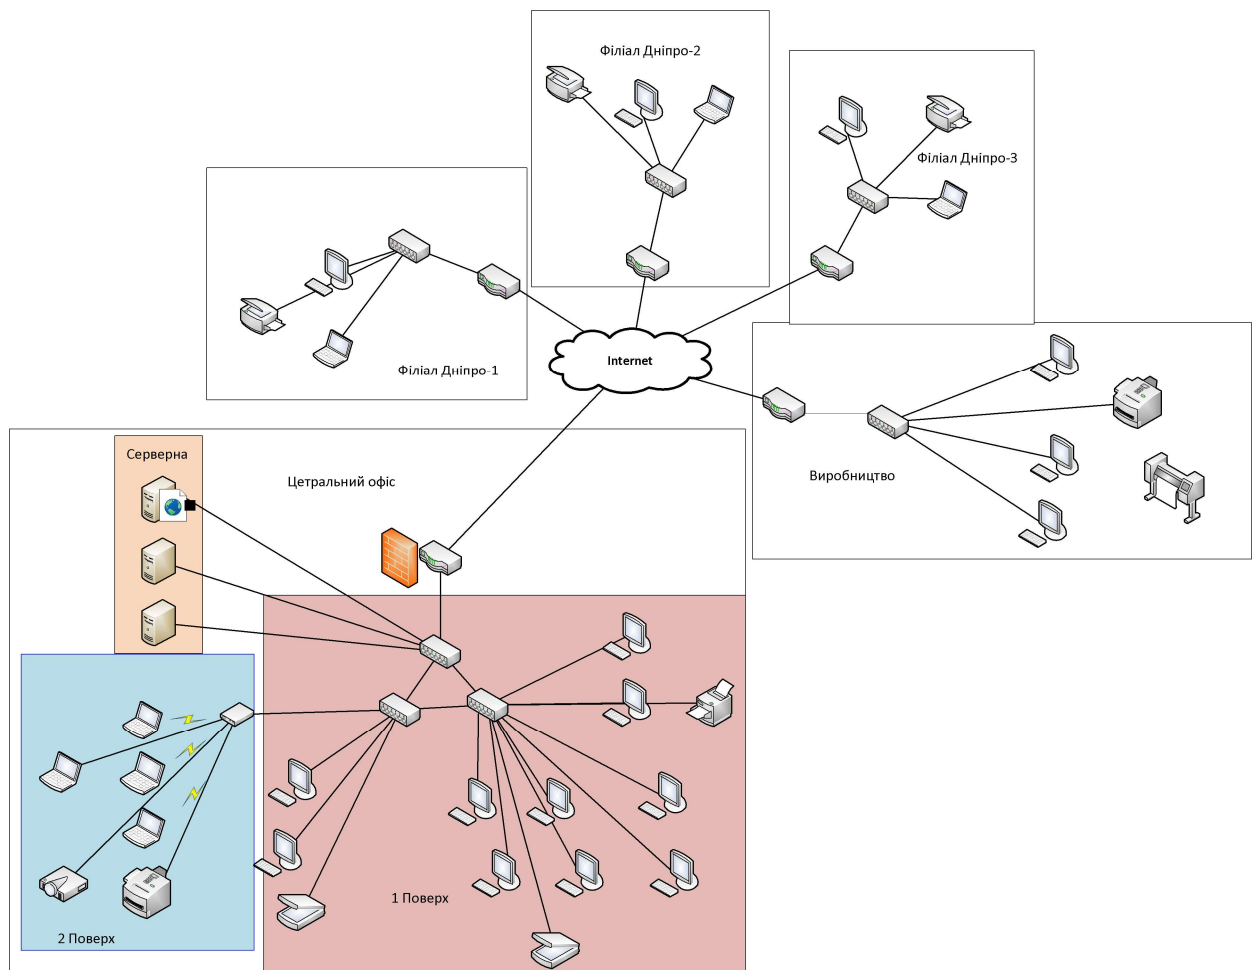 Філіал Дніпро-2
Філіал Дніпро-3
Філіал Дніпро-1
Internet
Виробництво
Серверна
Цетральний офіс
1 Поверх
2 Поверх